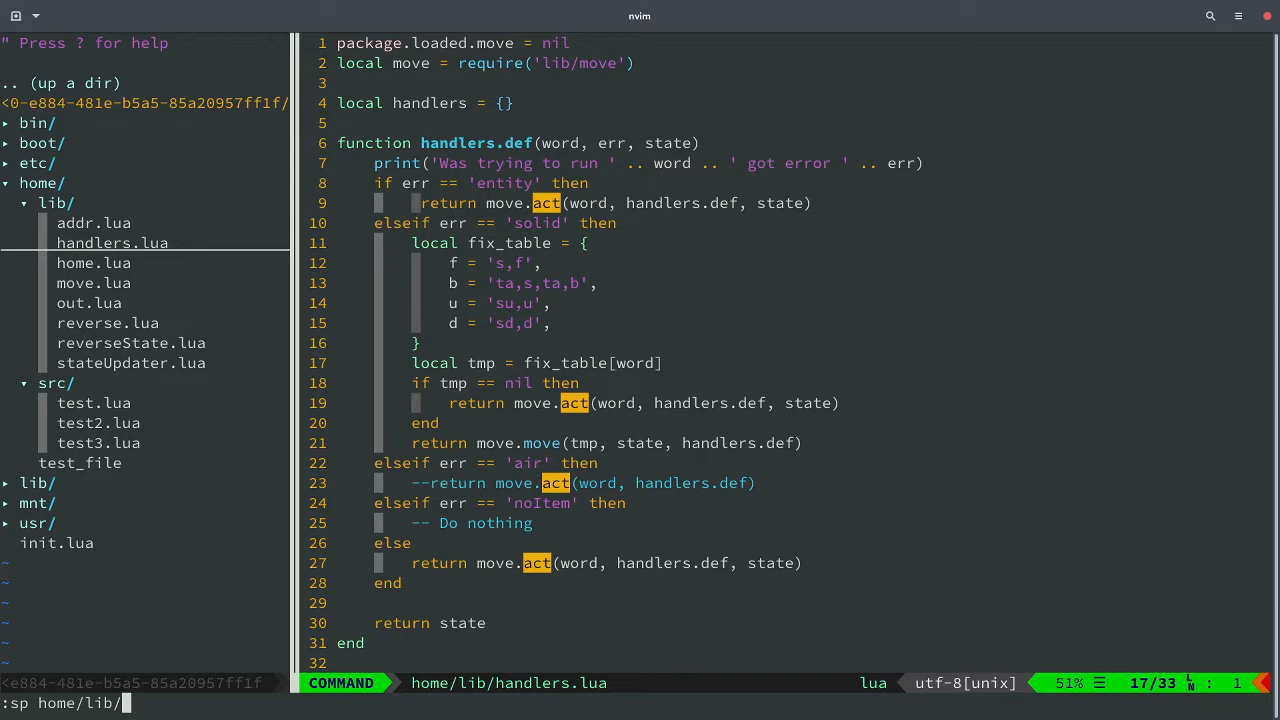 nvim
" Press ? for help
.. (up a dir)
<0-e884-481e-b5a5-85a20957ff1f/
▸ bin/
▸ boot/
▸ etc/
▾ home/
▾ lib/
addr.lua
handlers.lua
home.lua
move.lua
out.lua
reverse.lua
reverseState.lua
stateUpdater.lua
▾ src/
test.lua
test2.lua
test3.lua
test_file
▸ lib/
▸ mnt/
▸ usr/
init.lua
~
~
~
~
~
~
<e884-481e-b5a5-85a20957ff1f
1 package.loaded.move = nil
2 local move = require('lib/move')
3
4 local handlers = {}
5
6 function handlers.def(word, err, state)
7 print('Was trying to run ' .. word .. ' got error ' .. err)
8 if err == 'entity' then
9 return move.act(word, handlers.def, state)
10 elseif err == 'solid' then
11 local fix_table = {
12 f = 's,f',
13 b = 'ta,s,ta,b',
14 u = 'su,u',
15 d = 'sd,d',
16 }
17 local tmp = fix_table[word]
18 if tmp == nil then
19 return move.act(word, handlers.def, state)
20 end
21 return move.move(tmp, state, handlers.def)
22 elseif err == 'air' then
23 --return move.act(word, handlers.def)
24 elseif err == 'noItem' then
25 -- Do nothing
26 else
27 return move.act(word, handlers.def, state)
28 end
29
30 return state
31 end
32
COMMAND home/lib/handlers.lua lua utf-8[unix] 51% ☰ 17/33 LN : 1
:sp home/lib/